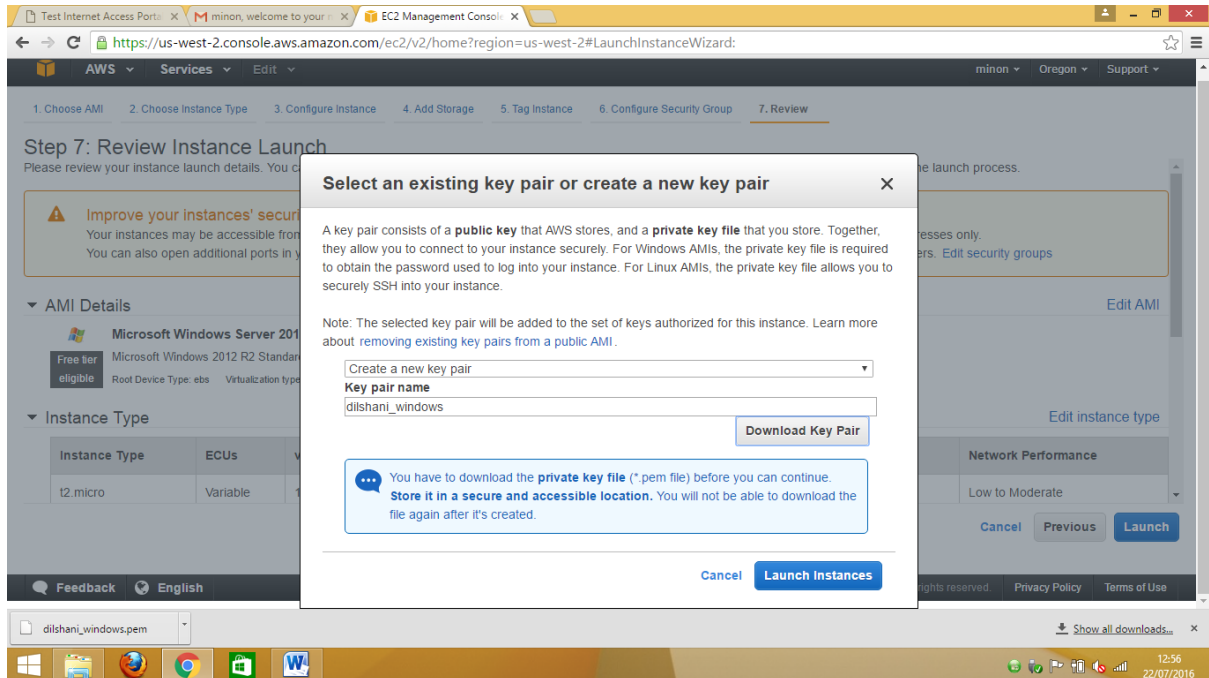 Test Internet Access Porta
minon, welcome to your n
EC2 Management Consol
https://us-west-2.console.aws.amazon.com/ec2/v2/home?region=us-west-2#LaunchInstanceWizard:
AWS Services Edit minon Oregon Support
1. Choose AMI 2. Choose Instance Type 3. Configure Instance 4. Add Storage 5. Tag Instance 6. Configure Security Group 7. Review
Step 7: Review Instance Launch
Please review your instance launch details. You c he launch process.
Improve your instances' securi
Your instances may be accessible from resses only.
You can also open additional ports in y ers. Edit security groups
AMI Details Edit AMI
Microsoft Windows Server 201
Free tier eligible
Microsoft Windows 2012 R2 Standar
Root Device Type: ebs Virtualization type
Instance Type Edit instance type
Instance Type ECUs v Network Performance
t2.micro Variable 1 Low to Moderate
Cancel Previous Launch
Select an existing key pair or create a new key pair
A key pair consists of a public key that AWS stores, and a private key file that you store. Together,
they allow you to connect to your instance securely. For Windows AMIs, the private key file is required
to obtain the password used to log into your instance. For Linux AMIs, the private key file allows you to
securely SSH into your instance.
Note: The selected key pair will be added to the set of keys authorized for this instance. Learn more
about removing existing key pairs from a public AMI.
Create a new key pair
Key pair name
dilshani_windows
Download Key Pair
You have to download the private key file (*.pem file) before you can continue.
Store it in a secure and accessible location. You will not be able to download the
file again after it's created.
Cancel Launch Instances
Feedback English rights reserved. Privacy Policy Terms of Use
dilshani_windows.pem Show all downloads...
12:56
22/07/2016